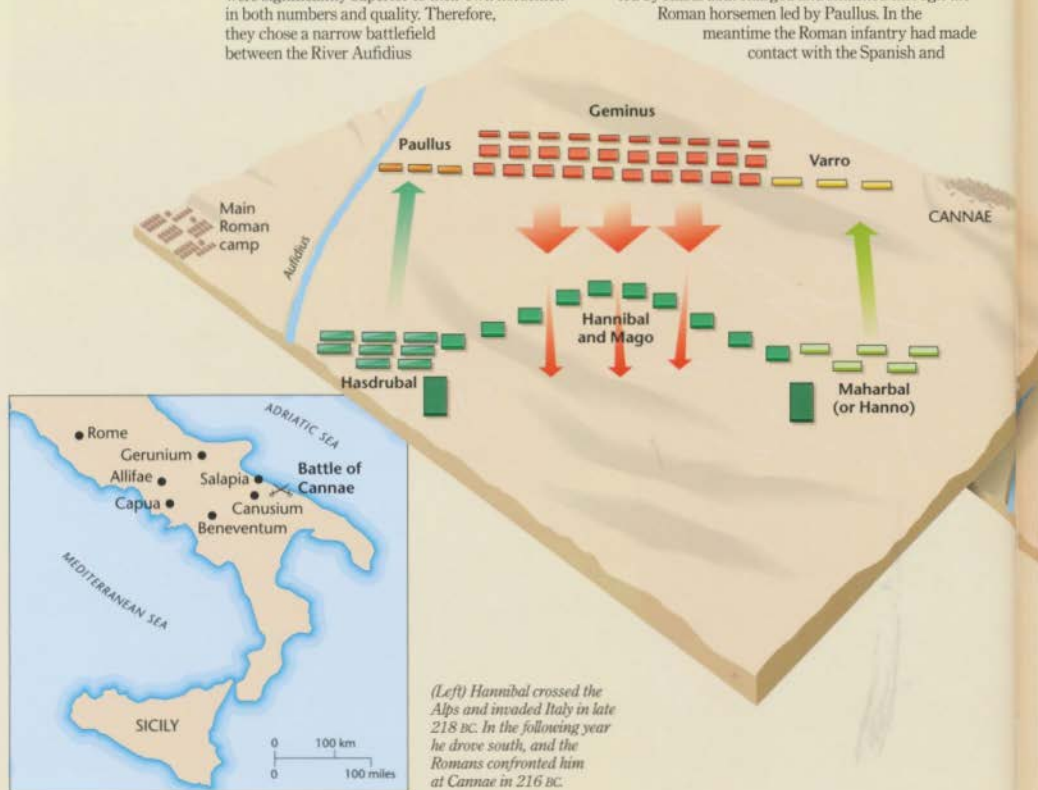 in both numbers and quality. Therefore,
they chose a narrow battlefield
between the River Aufidius
Roman horsemen led by Paullus. In the
meantime the Roman infantry had made
contact with the Spanish and
Geminus
Paullus
Varro
CANNAE
Main
Roman
camp
Aufidius
Hannibal
and Mago
Hasdrubal
Maharbal
(or Hanno)
ADRIATIC SEA
Rome
Gerunium
Allifae
Salapia
Battle of
Cannae
Capua
Canusium
Beneventum
MEDITERRANEAN SEA
SICILY
0 100 km
0 100 miles
(Left) Hannibal crossed the
Alps and invaded Italy in late
218 BC. In the following year
he drove south, and the
Romans confronted him
at Cannae in 216 BC.